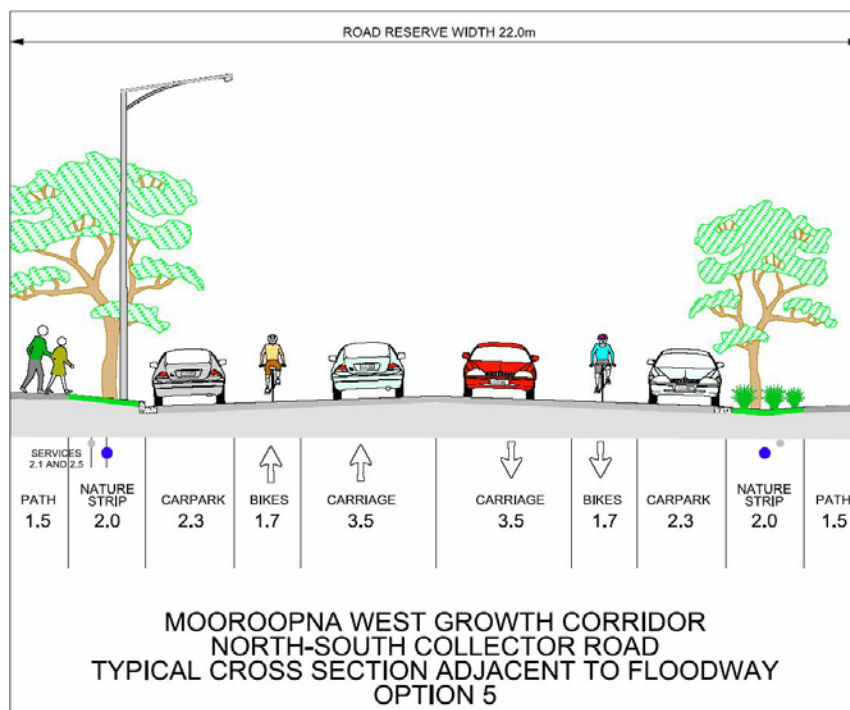 ROAD RESERVE WIDTH 22.0m
SERVICES
2.1 AND 2.5
PATH
1.5
NATURE
STRIP
2.0
CARPARK
2.3
BIKES
1.7
CARRIAGE
3.5
CARRIAGE
3.5
BIKES
1.7
CARPARK
2.3
NATURE
STRIP
2.0
PATH
1.5
MOOROOPNA WEST GROWTH CORRIDOR
NORTH-SOUTH COLLECTOR ROAD
TYPICAL CROSS SECTION ADJACENT TO FLOODWAY
OPTION 5